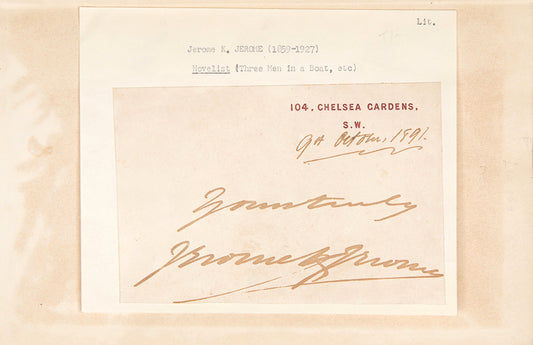 Lit.
Jerome K. JEROME (1859-1927)
Novelist (Three Men in a Boat, etc)
104, CHELSEA GARDENS,
S.W.
9th October, 1891.
Yours truly
Jerome K Jerome